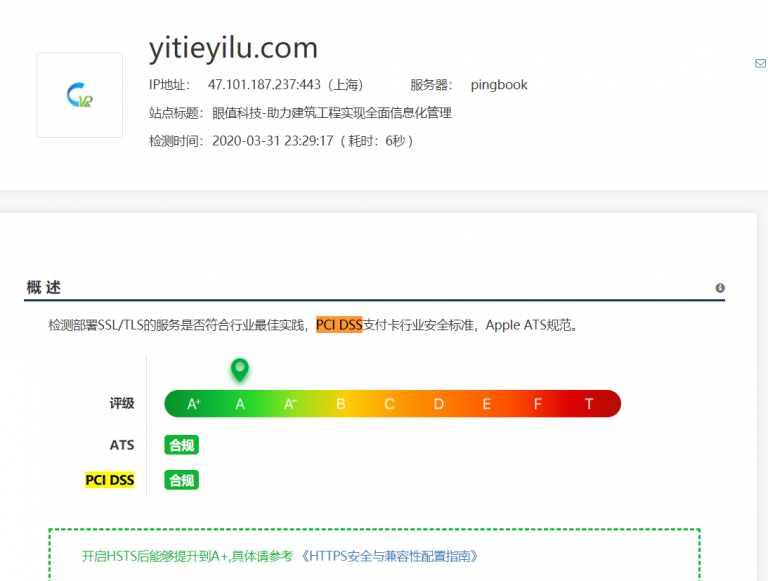 yitieyilu.com
IP地址： 47.101.187.237:443（上海） 服务器： pingbook
站点标题：眼值科技-助力建筑工程实现全面信息化管理
检测时间：2020-03-31 23:29:17（耗时：6秒）
VR
概 述
检测部署SSL/TLS的服务是否符合行业最佳实践，PCI DSS支付卡行业安全标准，Apple ATS规范。
评级 A+ A A- B C D E F T
ATS 合规
PCI DSS 合规
开启HSTS后能够提升到A+,具体请参考 《HTTPS安全与兼容性配置指南》